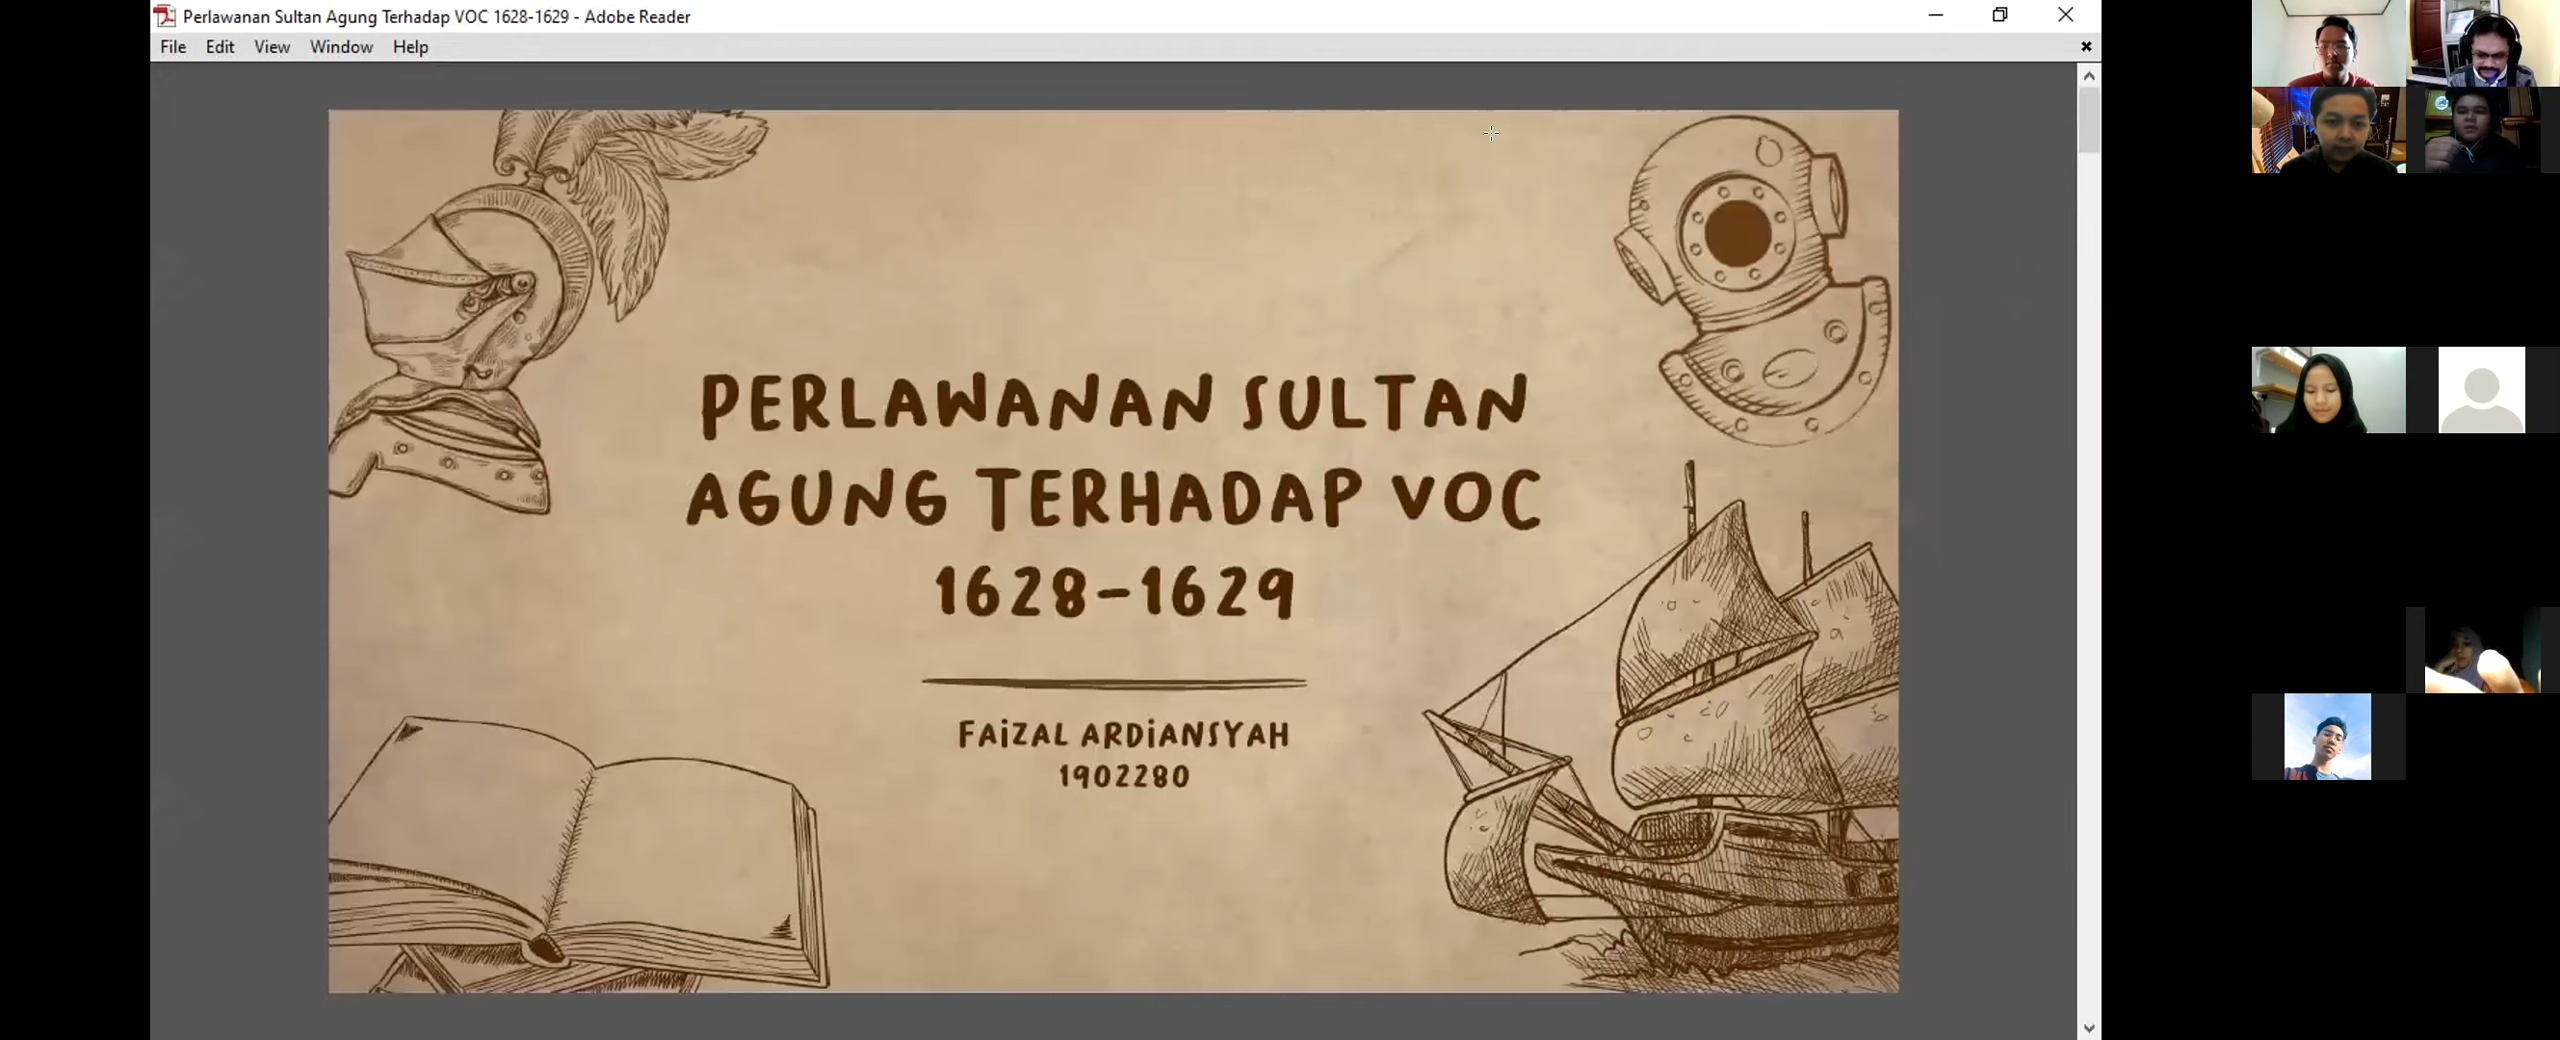 Perlawanan Sultan Agung Terhadap VOC 1628-1629 - Adobe Reader
File Edit View Window Help
PERLAWANAN SULTAN
AGUNG TERHADAP VOC
1628-1629
FAiZAL ARDiANSYAH
1902280